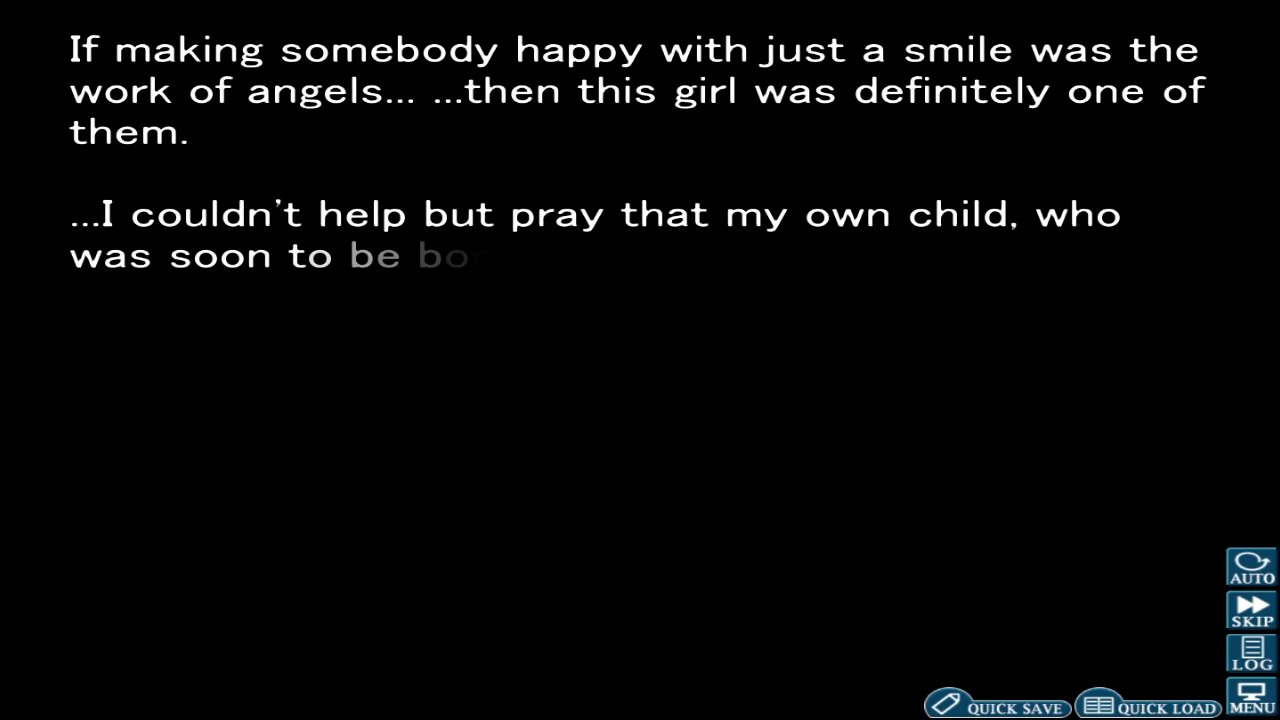 If making somebody happy with just a smile was the
work of angels... ...then this girl was definitely one of
them.
...I couldn't help but pray that my own child, who
was soon to be bor
AUTO
SKIP
LOG
MENU
QUICK SAVE
QUICK LOAD